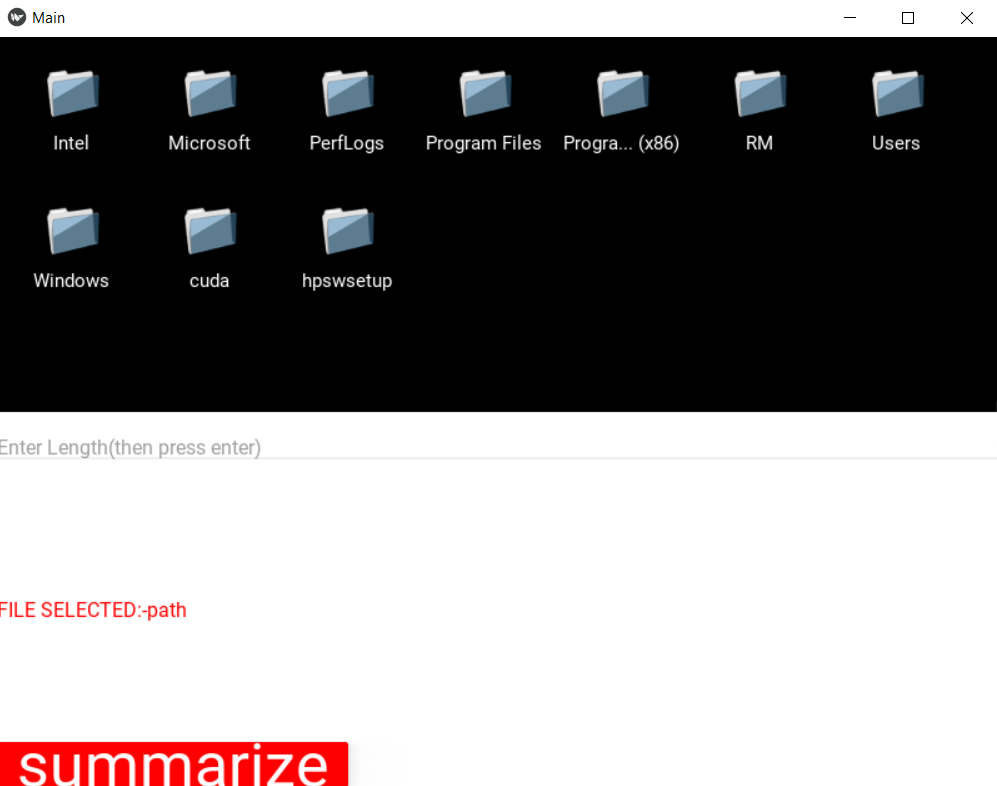 Main
Intel Microsoft PerfLogs Program Files Progra... (x86) RM Users
Windows cuda hpswsetup
Enter Length(then press enter)
FILE SELECTED:-path
summarize